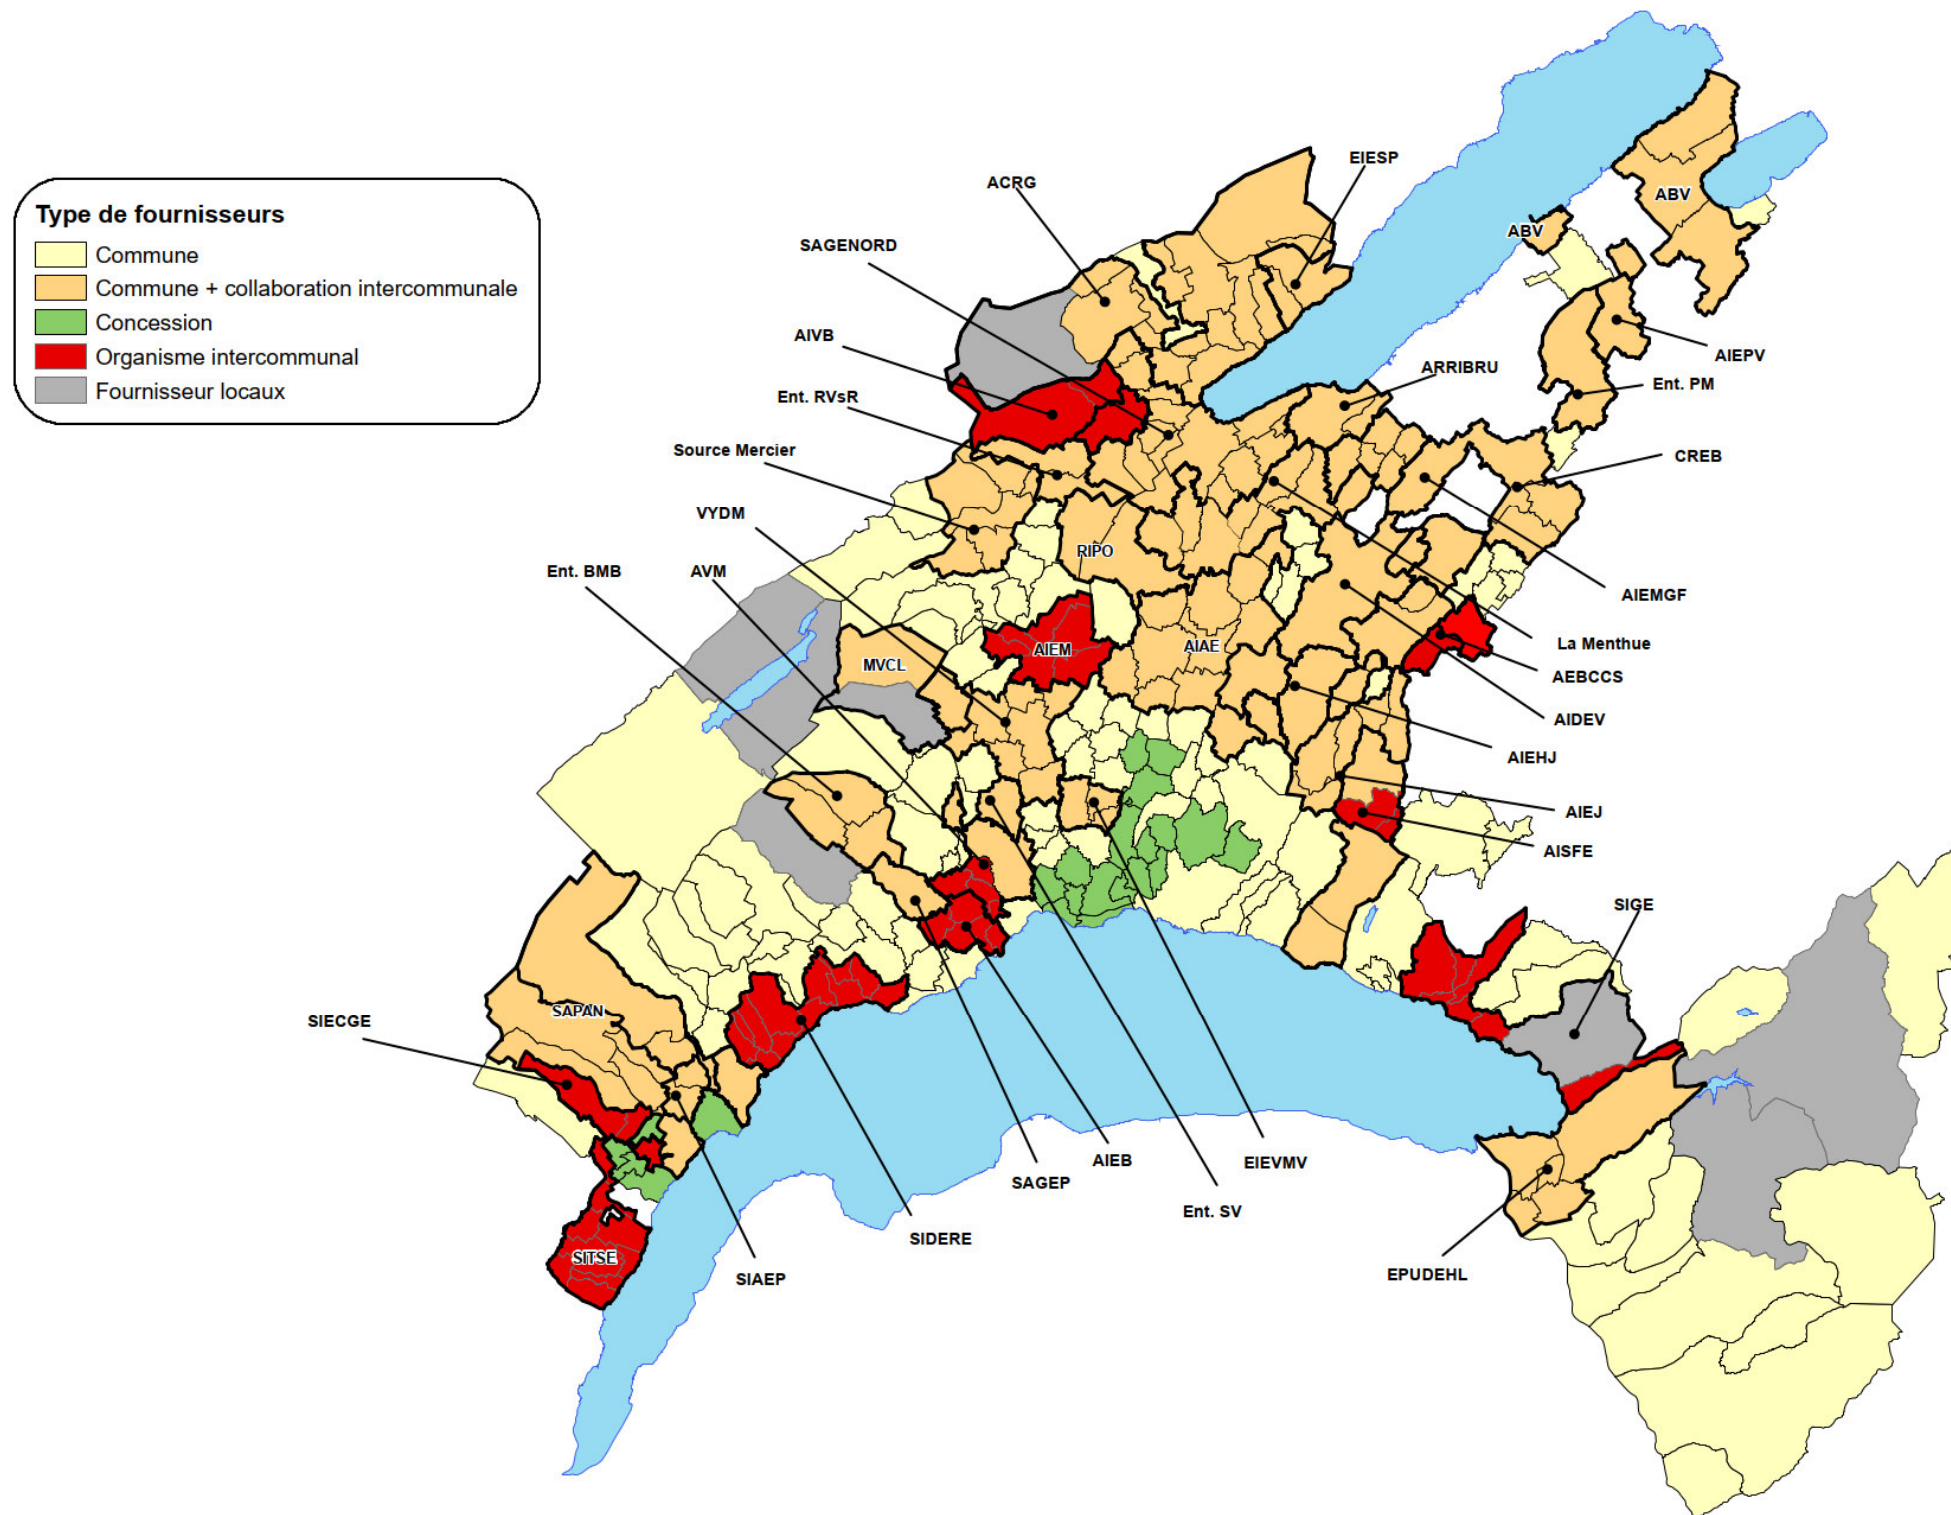 Type de fournisseurs
Commune
Commune + collaboration intercommunale
Concession
Organisme intercommunal
Fournisseur locaux
EIESP
ACRG
ABV
ABV
SAGENORD
AIVB
AIEPV
ARRIBRU
Ent. PM
Ent. RVsR
Source Mercier
CREB
VYDM
RIPO
Ent. BMB
AVM
AIEMGF
La Menthue
AIEM
AIAE
MVCL
AEBCCS
AIDEV
AIEHJ
AIEJ
AISFE
SIGE
SAPAN
SIECGE
AIEB
EIEVMV
SAGEP
Ent. SV
SIDERE
SITSE
SIAEP
EPUDEHL